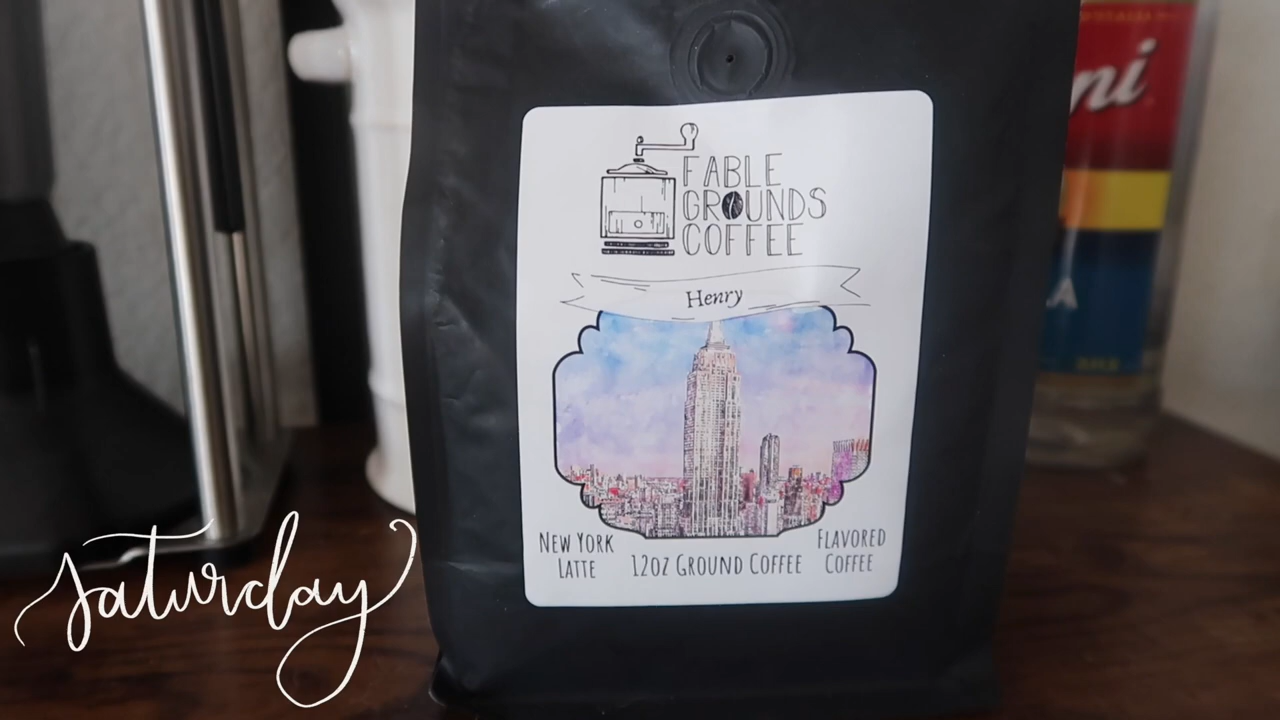 FABLE
GROUNDS
COFFEE
Henry
NEW YORK
LATTE
12OZ GROUND COFFEE
FLAVORED
COFFEE
saturday